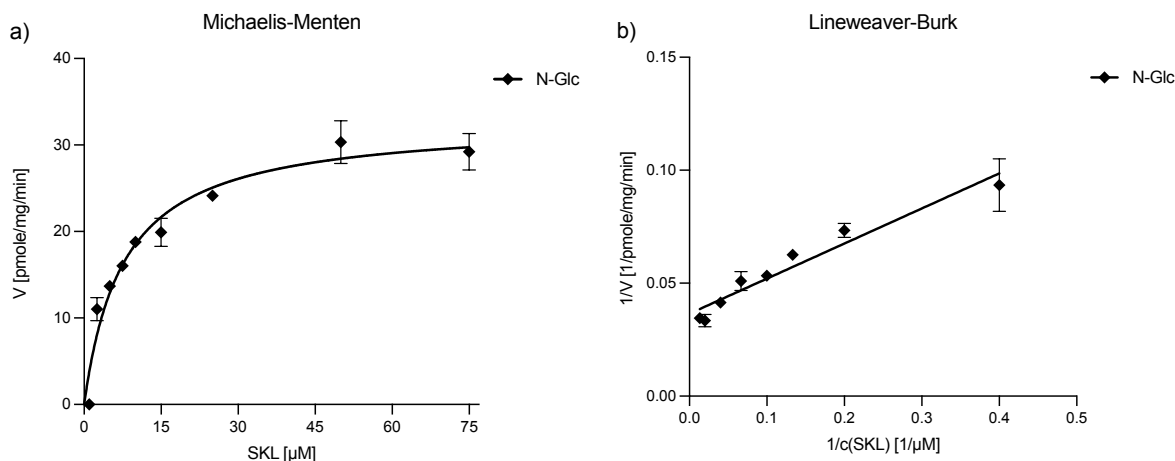 a)
Michaelis-Menten
40
30
20
10
0
V [pmole/mg/min]
0 15 30 45 60 75
SKL [µM]
N-Glc
b)
Lineweaver-Burk
0.15
0.10
0.05
0.00
1/V [1/pmole/mg/min]
0.0 0.1 0.2 0.3 0.4 0.5
1/c(SKL) [1/µM]
N-Glc